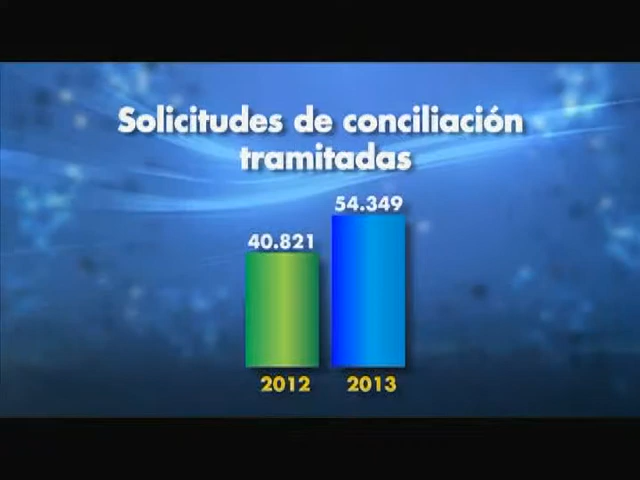 Solicitudes de conciliación
tramitadas
54.349
40.821
2012 2013